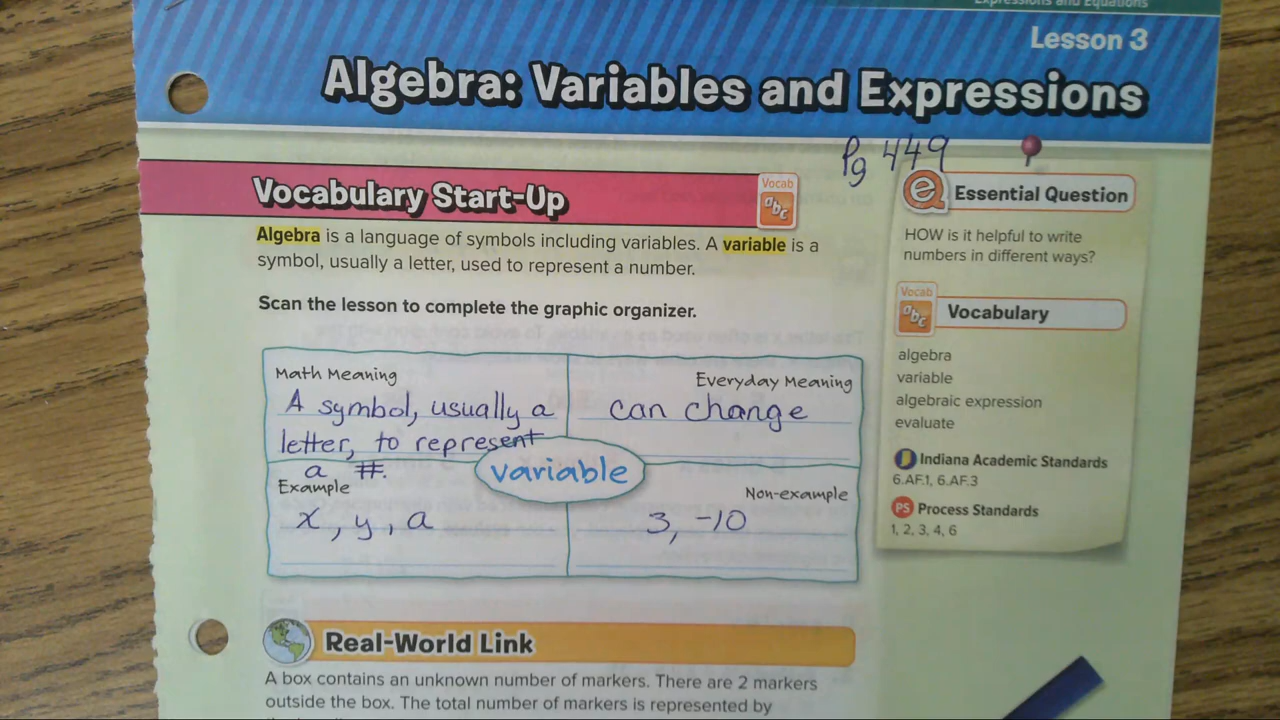 Expressions and Equations
Lesson 3
Algebra: Variables and Expressions
Pg 449
Vocabulary Start-Up
Vocab
abc
Algebra is a language of symbols including variables. A variable is a
symbol, usually a letter, used to represent a number.
Scan the lesson to complete the graphic organizer.
Math Meaning
A symbol, usually a
letter, to represent
a #.
Everyday Meaning
can change
variable
Example
x, y, a
Non-example
3, -10
Real-World Link
A box contains an unknown number of markers. There are 2 markers
outside the box. The total number of markers is represented by
e Essential Question
HOW is it helpful to write
numbers in different ways?
Vocab
abc
Vocabulary
algebra
variable
algebraic expression
evaluate
Indiana Academic Standards
6.AF.1, 6.AF.3
PS Process Standards
1, 2, 3, 4, 6